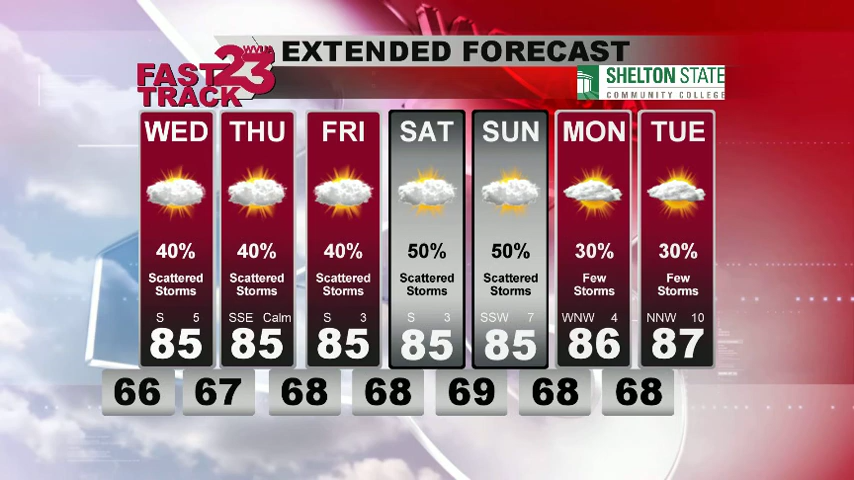 WVUA
23
FAST
TRACK
EXTENDED FORECAST
SHELTON STATE
COMMUNITY COLLEGE
WED THU FRI SAT SUN MON TUE
40% 40% 40% 50% 50% 30% 30%
Scattered Scattered Scattered Scattered Scattered Few Few
Storms Storms Storms Storms Storms Storms Storms
S 5 SSE Calm S 3 S 3 SSW 7 WNW 4 NNW 10
85 85 85 85 85 86 87
66 67 68 68 69 68 68